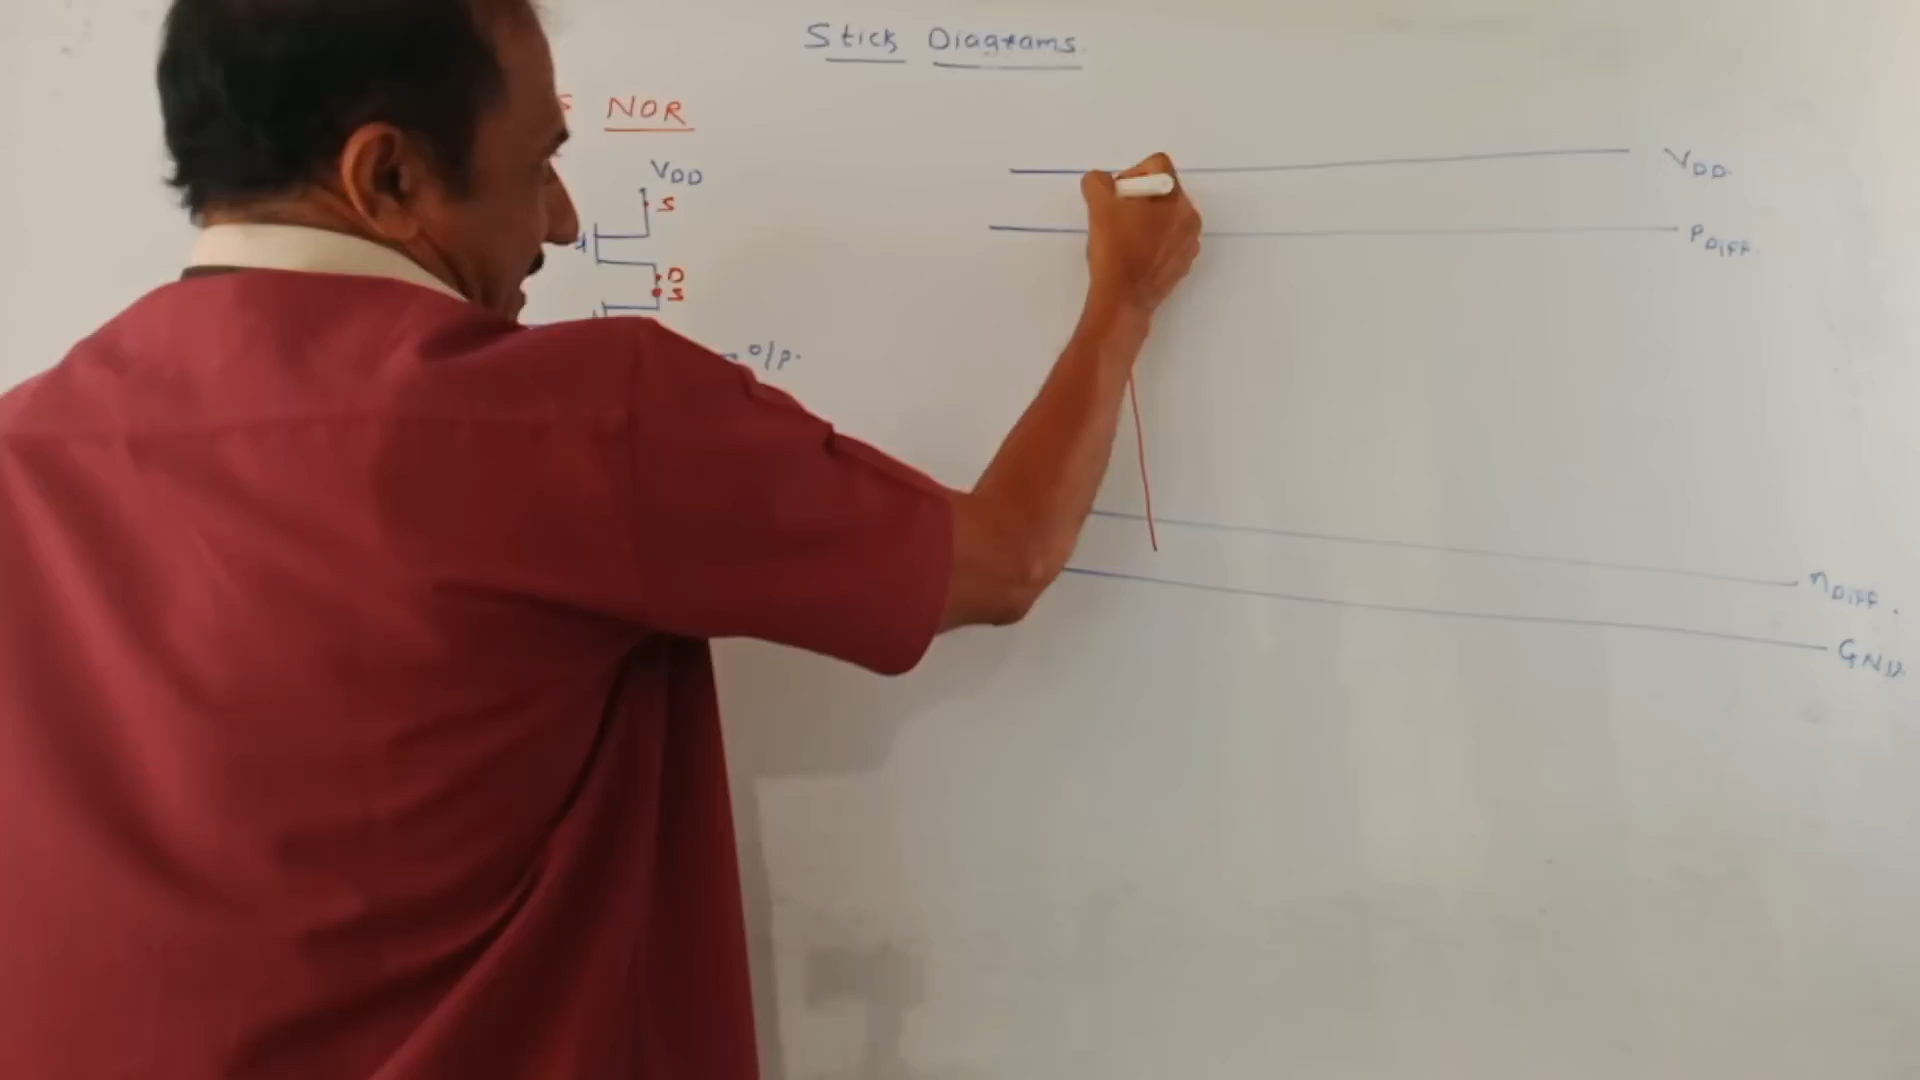 Stick Diagrams.
NOR
VDD
S
D
S
o/p.
VDD
PDiff.
nDiff.
GND.